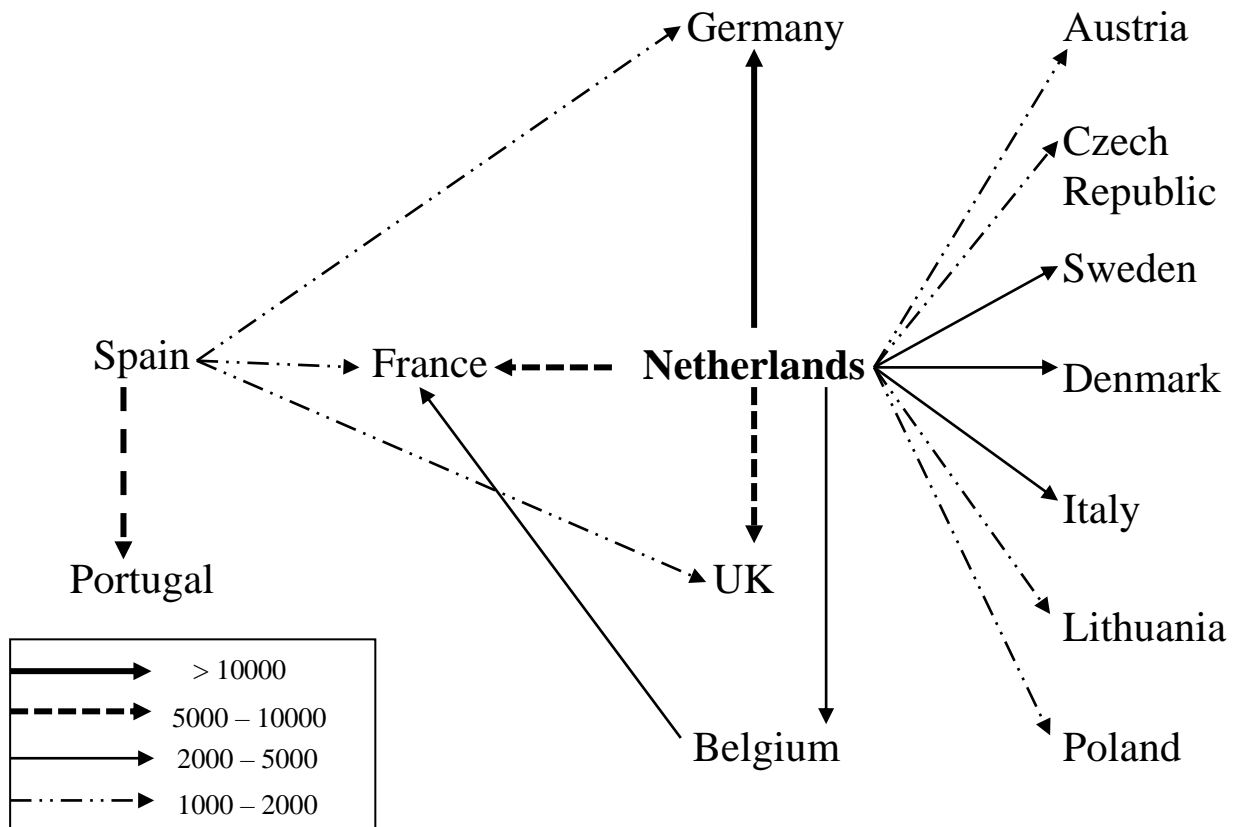 Germany
Austria
Czech
Republic
Sweden
Spain
France
Netherlands
Denmark
Italy
Portugal
UK
Lithuania
Belgium
Poland
> 10000
5000 – 10000
2000 – 5000
1000 – 2000